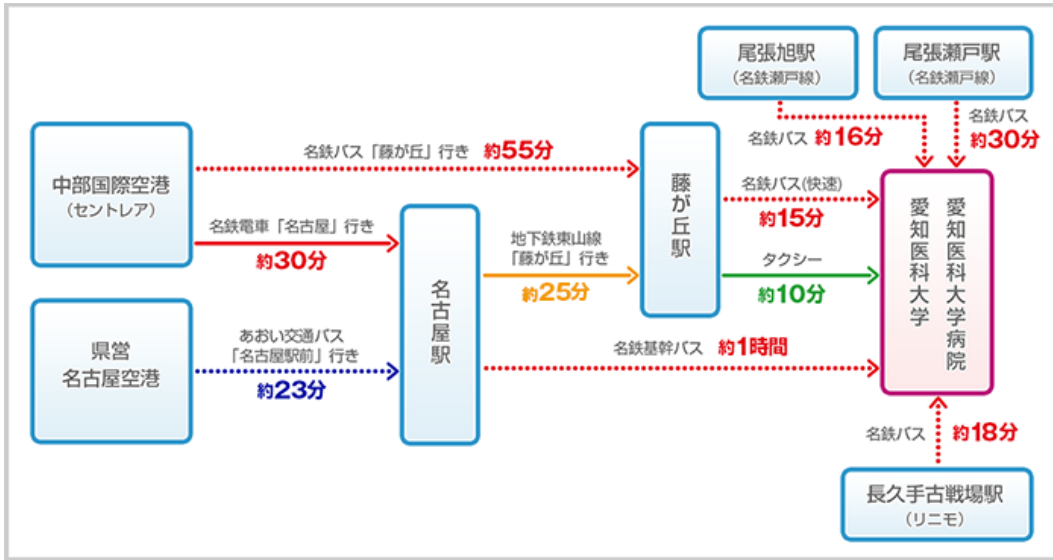 尾張旭駅
（名鉄瀬戸線）
尾張瀬戸駅
（名鉄瀬戸線）
名鉄バス 約16分
名鉄バス
約30分
中部国際空港
（セントレア）
名鉄バス「藤が丘」行き 約55分
名鉄電車「名古屋」行き
約30分
県営
名古屋空港
あおい交通バス
「名古屋駅前」行き
約23分
名古屋駅
地下鉄東山線
「藤が丘」行き
約25分
藤が丘駅
名鉄バス(快速)
約15分
タクシー
約10分
名鉄基幹バス 約1時間
愛知医科大学病院
愛知医科大学
名鉄バス 約18分
長久手古戦場駅
（リニモ）